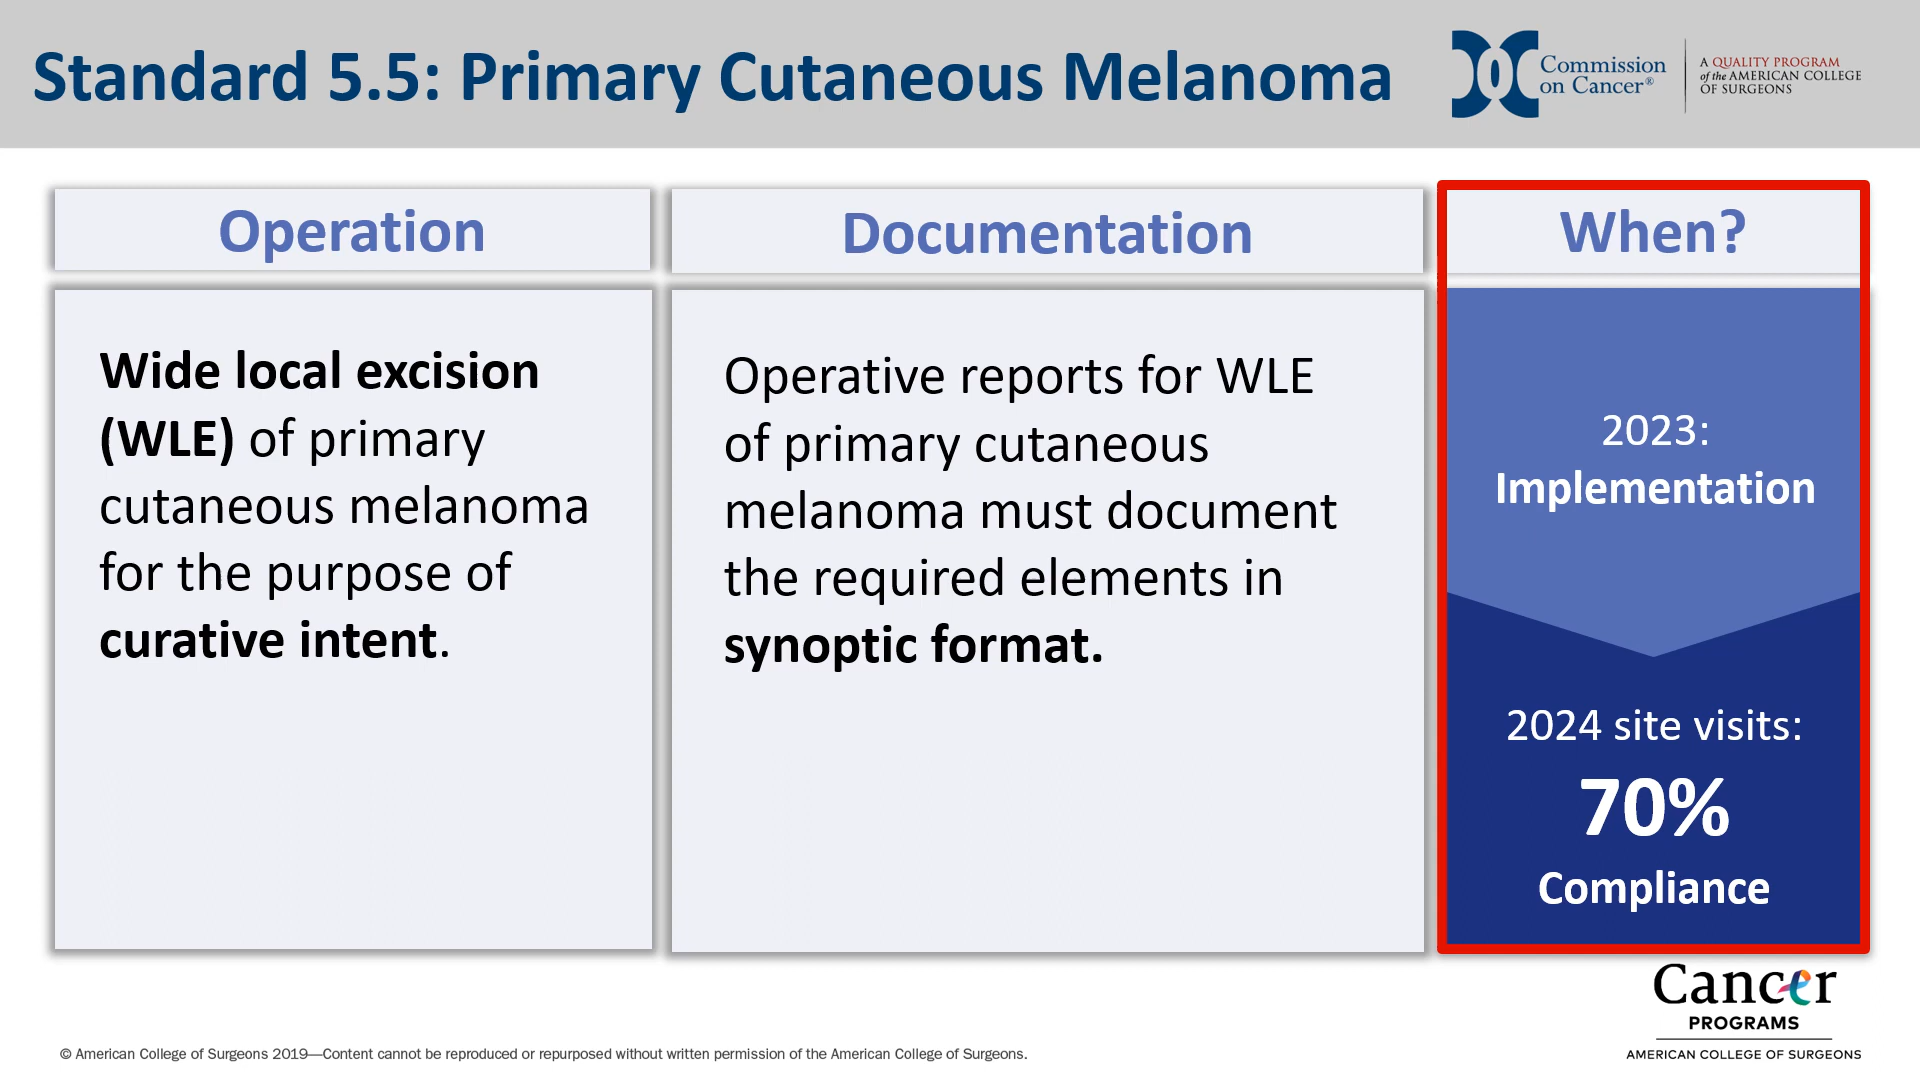 Standard 5.5: Primary Cutaneous Melanoma
Commission
on Cancer®
A QUALITY PROGRAM
of the AMERICAN COLLEGE
OF SURGEONS
Operation
Wide local excision
(WLE) of primary
cutaneous melanoma
for the purpose of
curative intent.
Documentation
Operative reports for WLE
of primary cutaneous
melanoma must document
the required elements in
synoptic format.
When?
2023:
Implementation
2024 site visits:
70%
Compliance
Cancer
PROGRAMS
AMERICAN COLLEGE OF SURGEONS
© American College of Surgeons 2019—Content cannot be reproduced or repurposed without written permission of the American College of Surgeons.